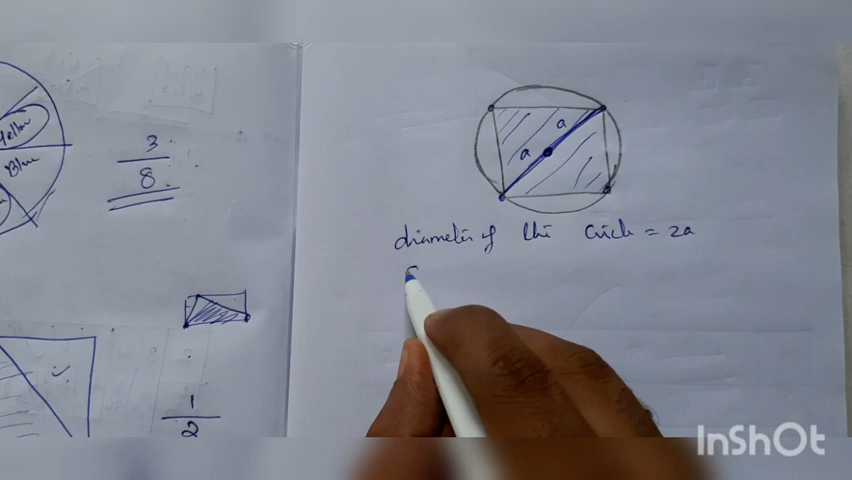 Yellow
Blue
3
8
a
a
diameter of the circle = 2a
1
2
InShOt